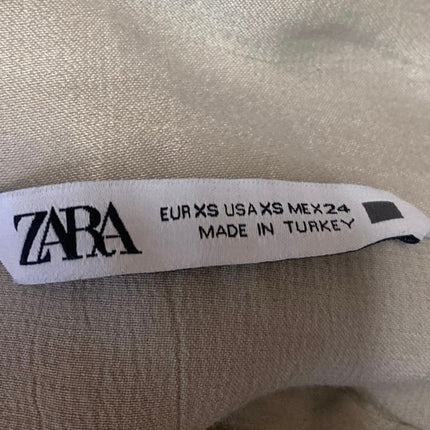 ZARA
EUR XS USA XS MEX 24
MADE IN TURKEY